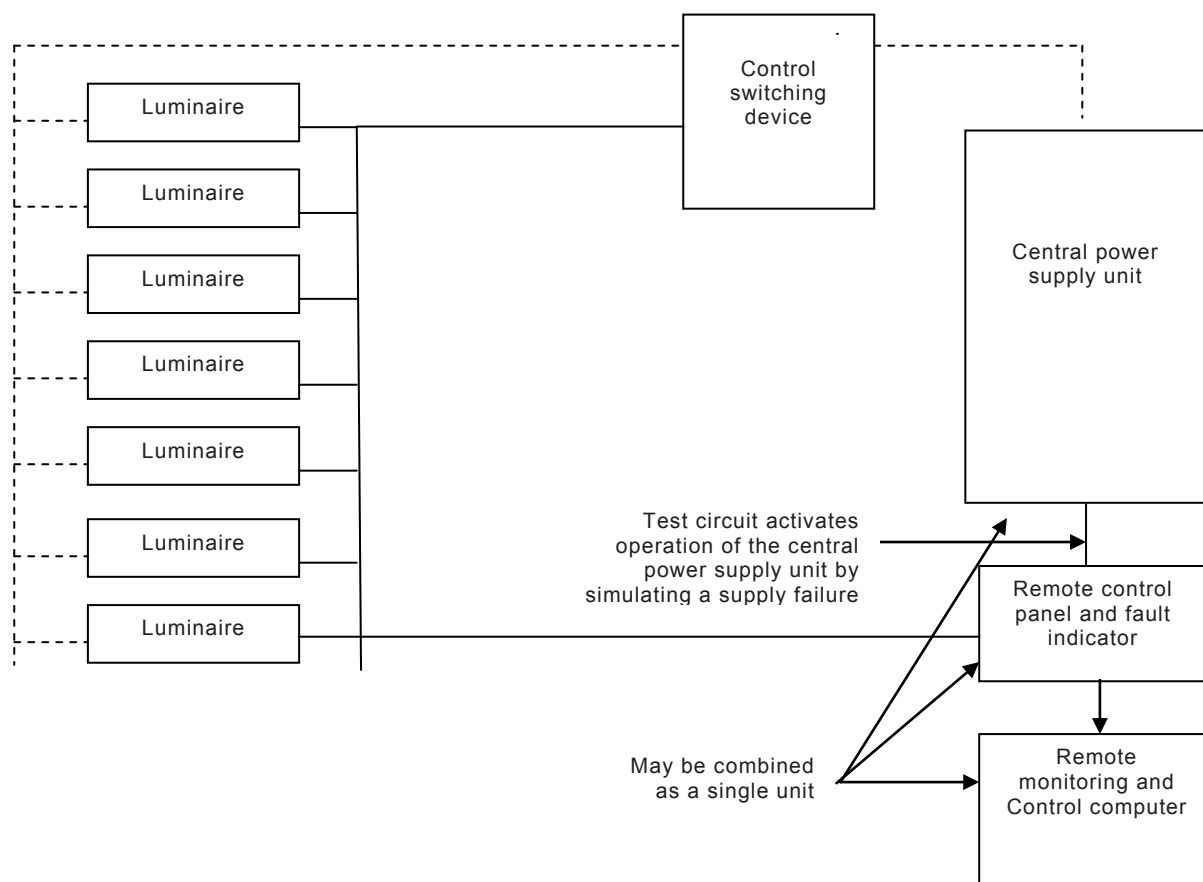 Control
switching
device
Luminaire
Luminaire
Luminaire
Luminaire
Luminaire
Luminaire
Luminaire
Central power
supply unit
Test circuit activates
operation of the central
power supply unit by
simulating a supply failure
Remote control
panel and fault
indicator
May be combined
as a single unit
Remote
monitoring and
Control computer